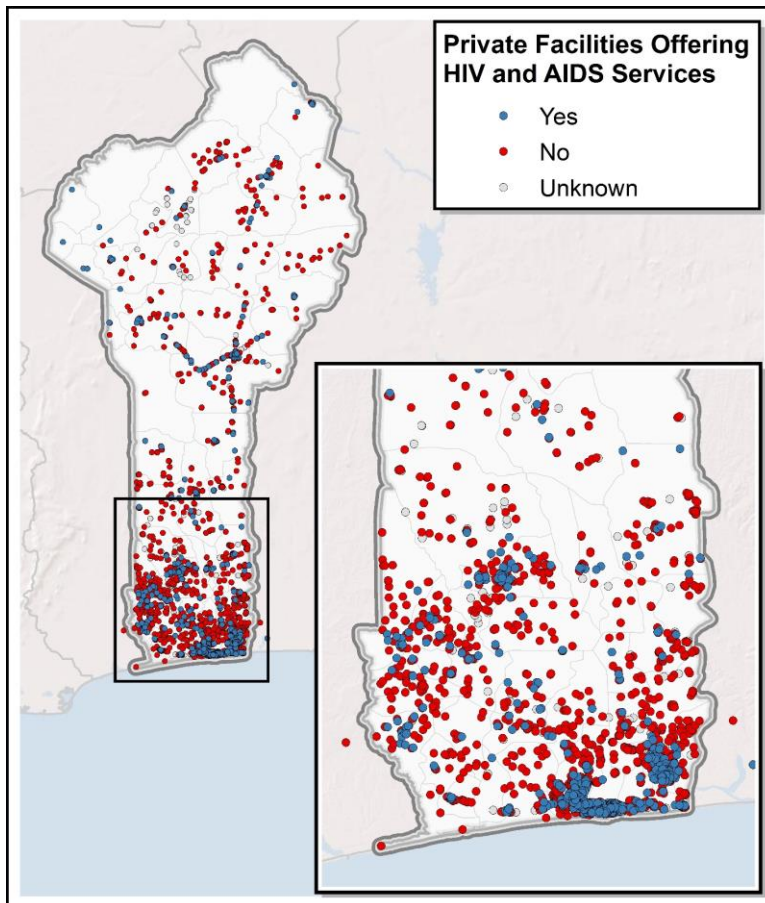 Private Facilities Offering
HIV and AIDS Services
Yes
No
Unknown